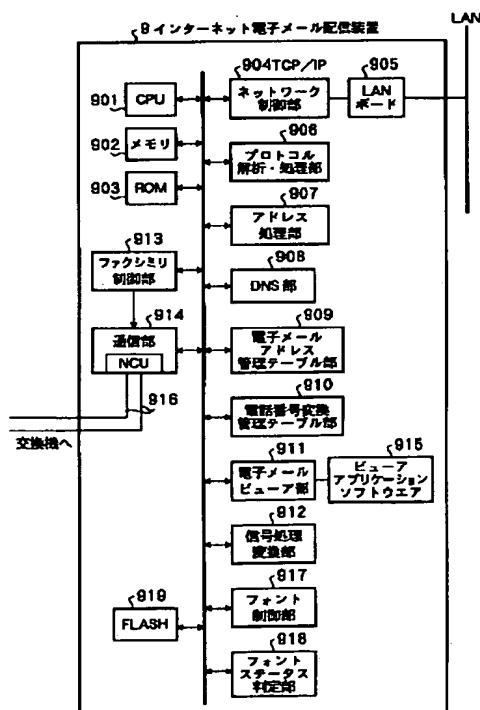 LAN
9 インターネット電子メール配信装置
904TCP/IP
905
901
CPU
ネットワーク
制御部
LAN
ボード
902
メモリ
906
プロトコル
解析・処理部
903
ROM
907
アドレス
処理部
913
ファクシミリ
制御部
908
DNS部
914
通信部
NCU
909
電子メール
アドレス
管理テーブル部
916
交換機へ
910
電話番号変換
管理テーブル部
911
電子メール
ビューア部
915
ビューア
アプリケーション
ソフトウエア
912
信号処理
変換部
919
FLASH
917
フォント
制御部
918
フォント
ステータス
判定部